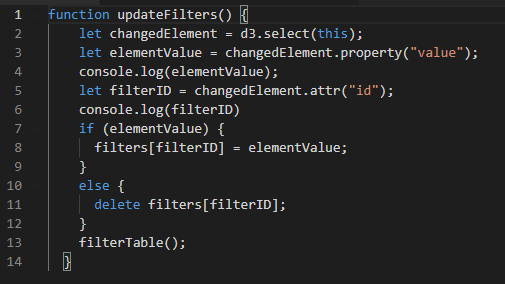 1 function updateFilters() {
2 let changedElement = d3.select(this);
3 let elementValue = changedElement.property("value");
4 console.log(elementValue);
5 let filterID = changedElement.attr("id");
6 console.log(filterID)
7 if (elementValue) {
8 filters[filterID] = elementValue;
9 }
10 else {
11 delete filters[filterID];
12 }
13 filterTable();
14 }